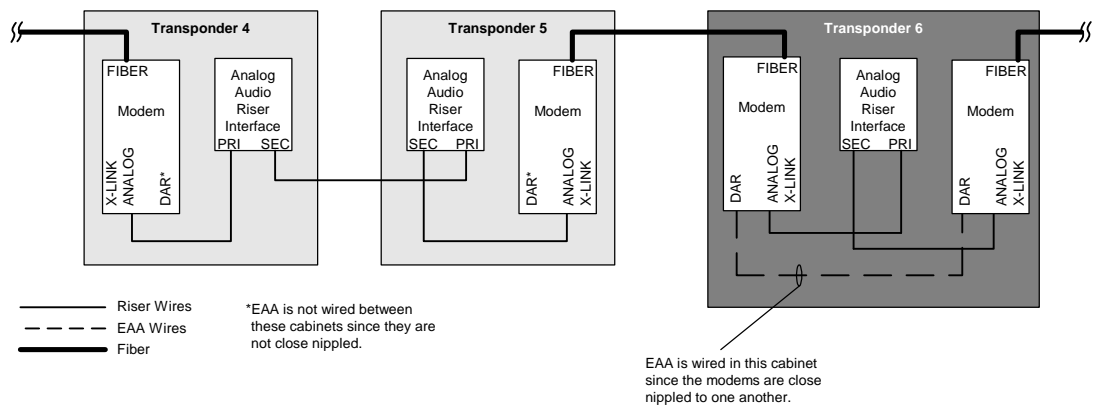 Transponder 4
FIBER
Modem
X-LINK
ANALOG
DAR*
Analog
Audio
Riser
Interface
PRI SEC
Transponder 5
Analog
Audio
Riser
Interface
SEC PRI
FIBER
Modem
DAR*
ANALOG
X-LINK
Transponder 6
FIBER
Modem
DAR
ANALOG
X-LINK
Analog
Audio
Riser
Interface
SEC PRI
FIBER
Modem
DAR
ANALOG
X-LINK
Riser Wires
EAA Wires
Fiber
*EAA is not wired between
these cabinets since they are
not close nippled.
EAA is wired in this cabinet
since the modems are close
nippled to one another.